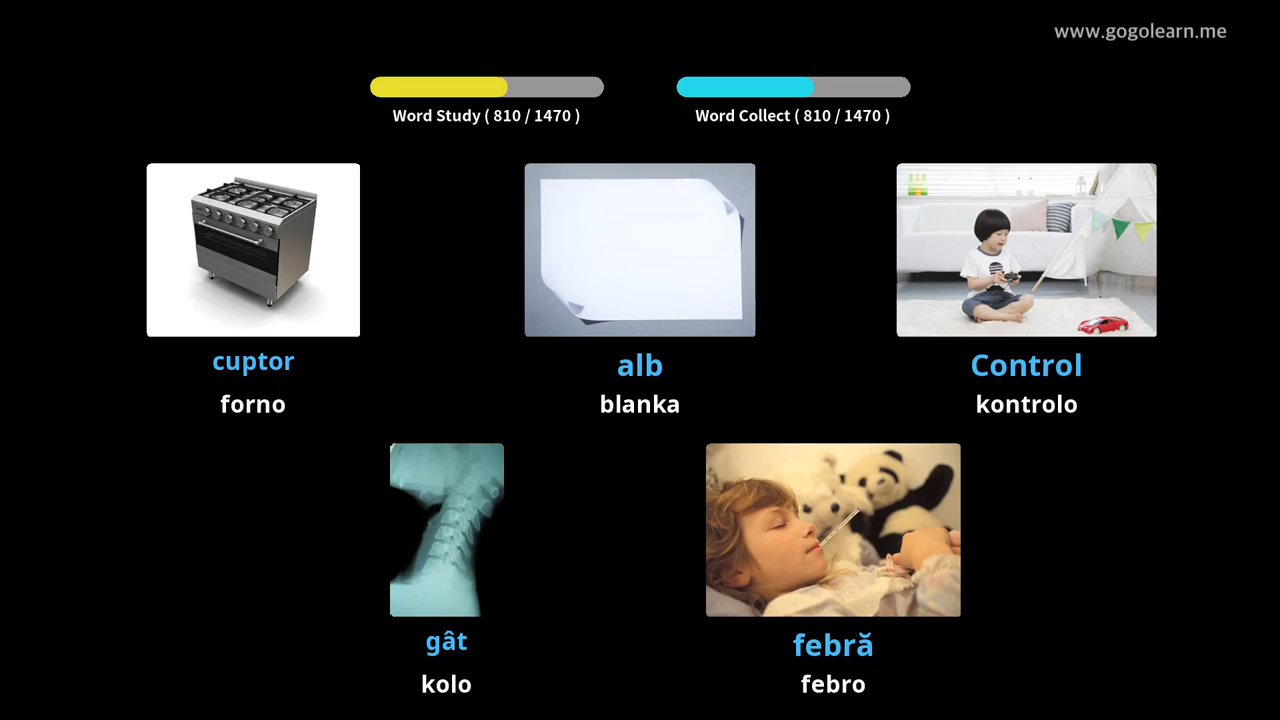 www.gogolearn.me
Word Study ( 810 / 1470 )
Word Collect ( 810 / 1470 )
cuptor
forno
alb
blanka
Control
kontrolo
gât
kolo
febră
febro